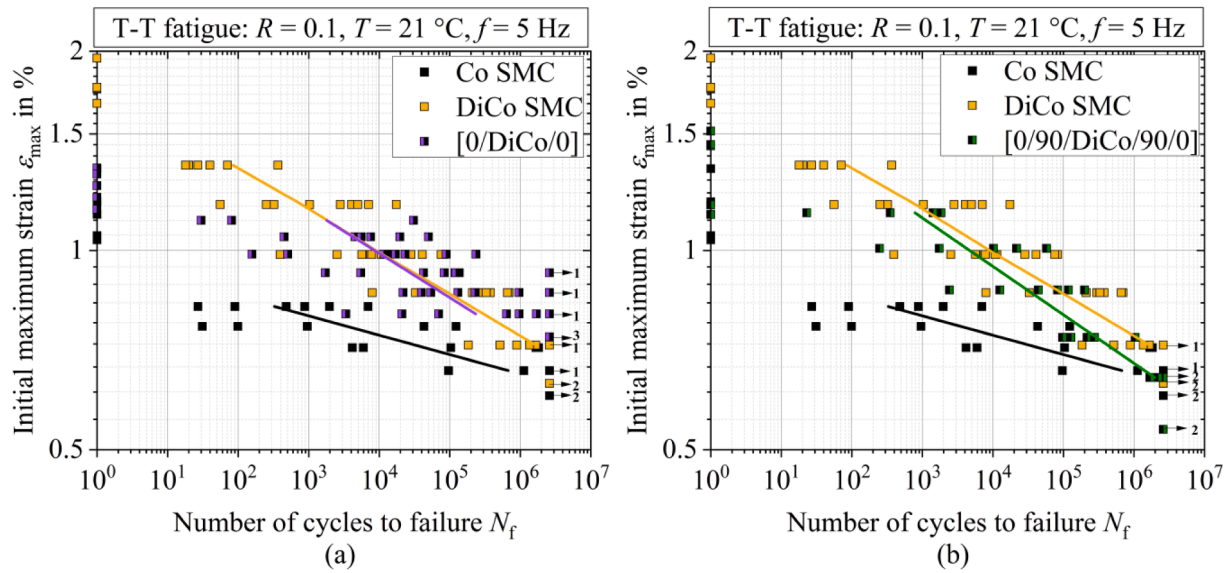 T-T fatigue: R = 0.1, T = 21 °C, f = 5 Hz
Initial maximum strain εmax in %
2
1.5
1
0.5
Co SMC
DiCo SMC
[0/DiCo/0]
1
1
1
3
1
1
2
2
10^0 10^1 10^2 10^3 10^4 10^5 10^6 10^7
Number of cycles to failure Nf
(a)
T-T fatigue: R = 0.1, T = 21 °C, f = 5 Hz
Initial maximum strain εmax in %
2
1.5
1
0.5
Co SMC
DiCo SMC
[0/90/DiCo/90/0]
1
1
2
2
2
2
10^0 10^1 10^2 10^3 10^4 10^5 10^6 10^7
Number of cycles to failure Nf
(b)